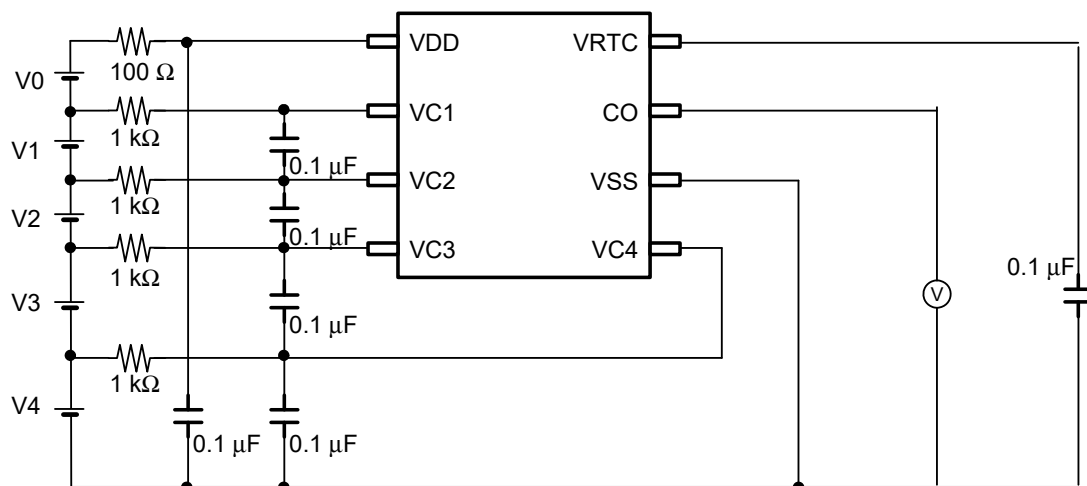 VDD VRTC
V0 100 Ω
VC1 CO
V1 1 kΩ 0.1 μF
VC2 VSS
V2 1 kΩ 0.1 μF
VC3 VC4
V3 1 kΩ 0.1 μF 0.1 μF
V
1 kΩ
V4
0.1 μF 0.1 μF